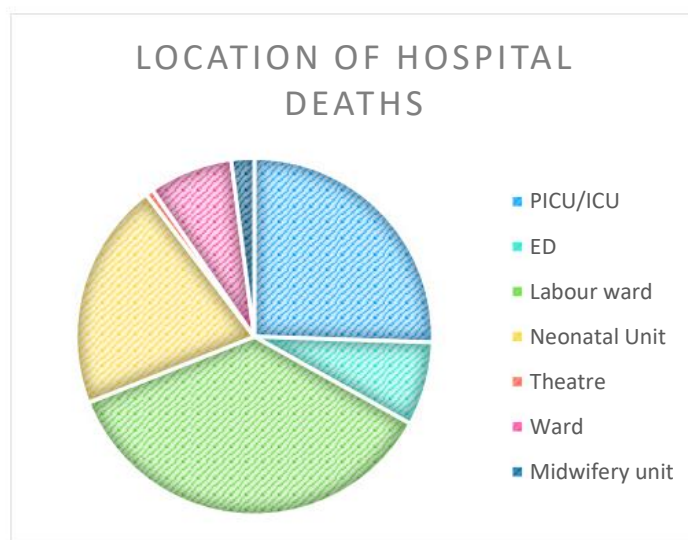 LOCATION OF HOSPITAL
DEATHS
PICU/ICU
ED
Labour ward
Neonatal Unit
Theatre
Ward
Midwifery unit